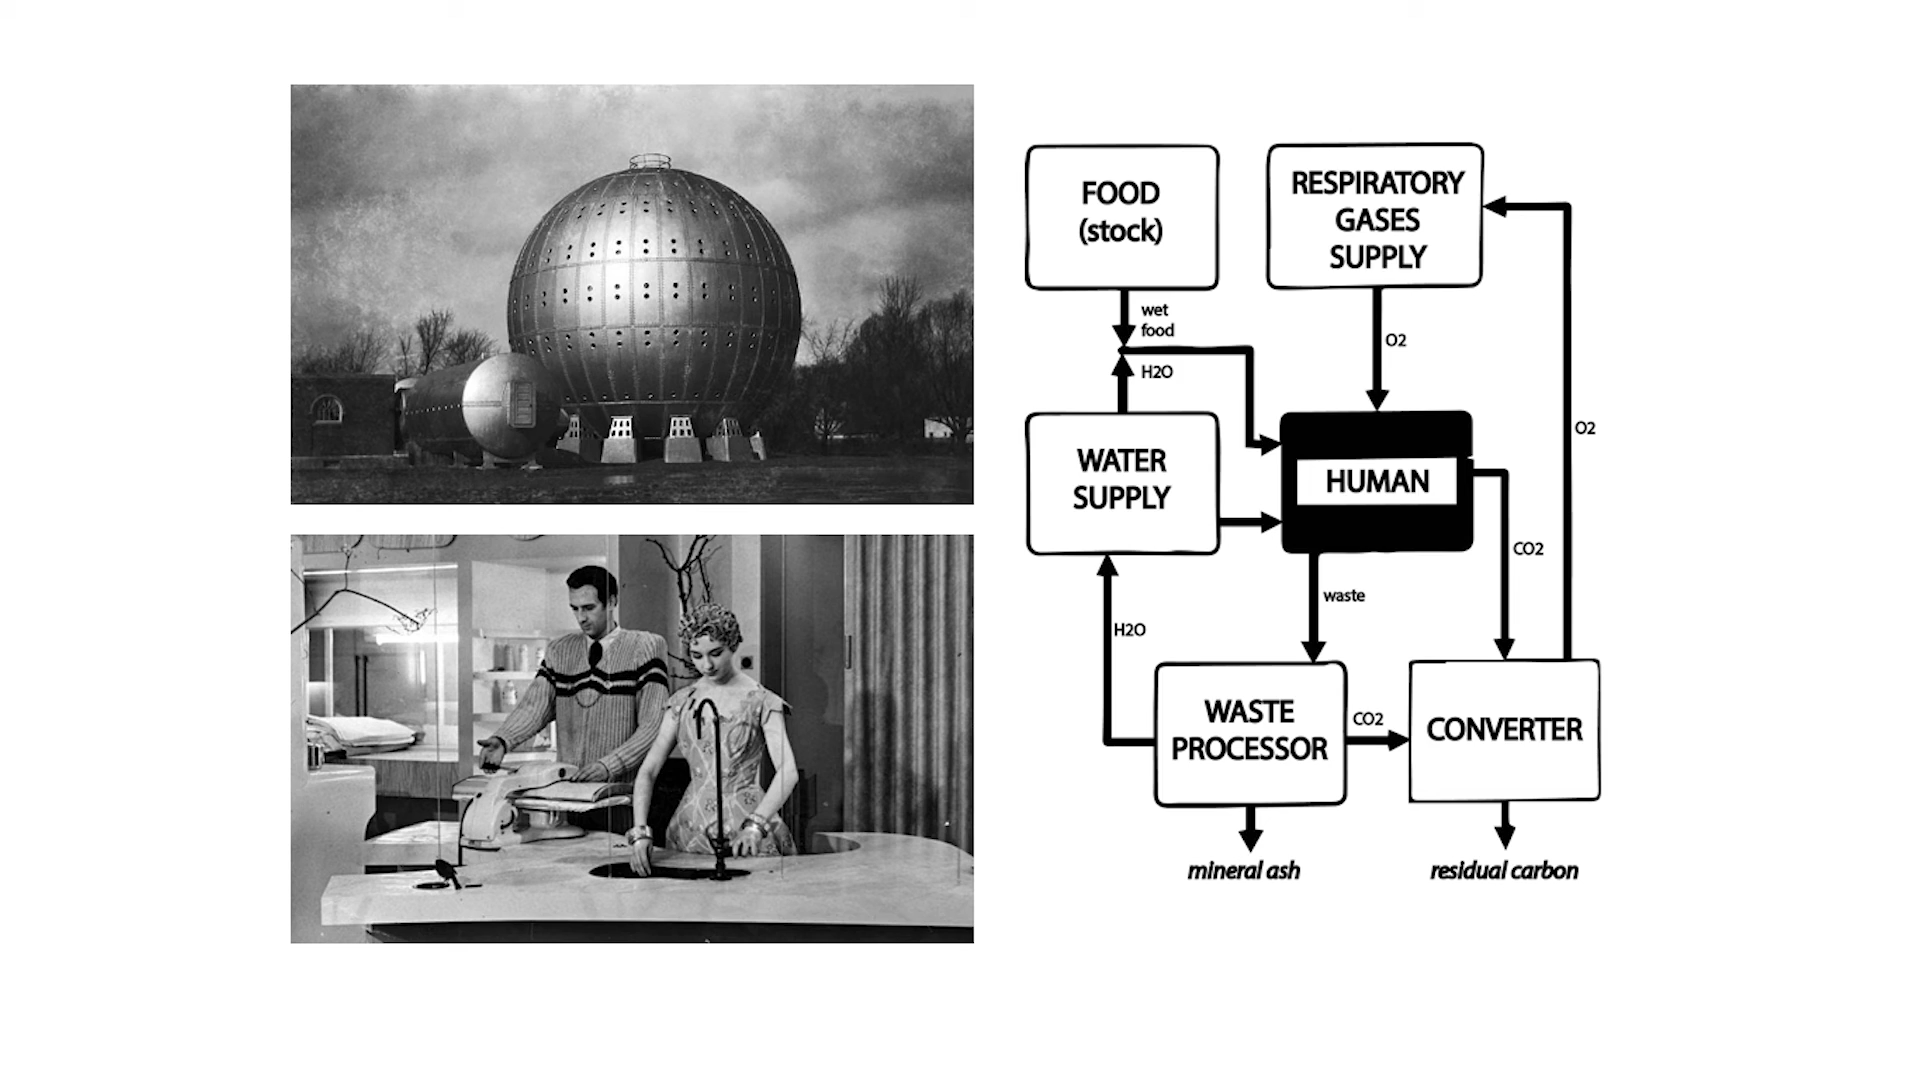 FOOD
(stock)
RESPIRATORY
GASES
SUPPLY
wet
food
H2O
O2
O2
WATER
SUPPLY
HUMAN
CO2
waste
H2O
WASTE
PROCESSOR
CO2
CONVERTER
mineral ash
residual carbon